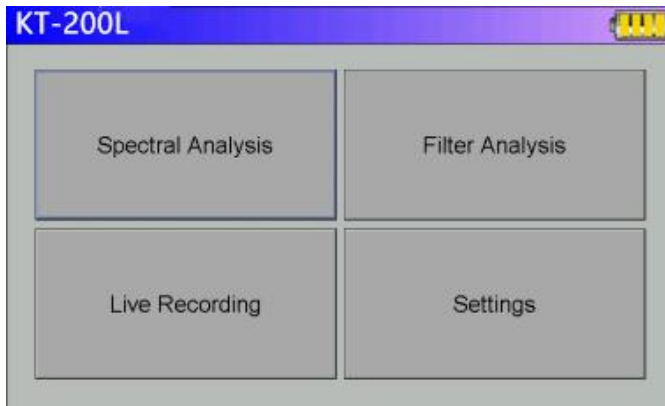 KT-200L
Spectral Analysis
Filter Analysis
Live Recording
Settings